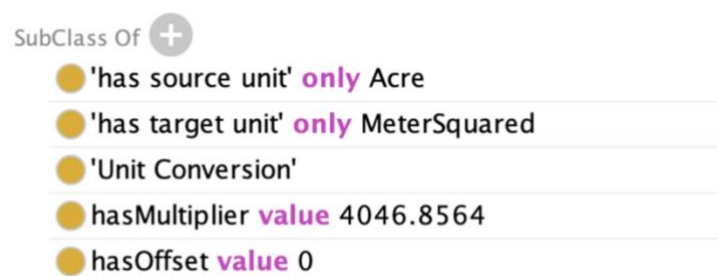 SubClass Of
'has source unit' only Acre
'has target unit' only MeterSquared
'Unit Conversion'
hasMultiplier value 4046.8564
hasOffset value 0